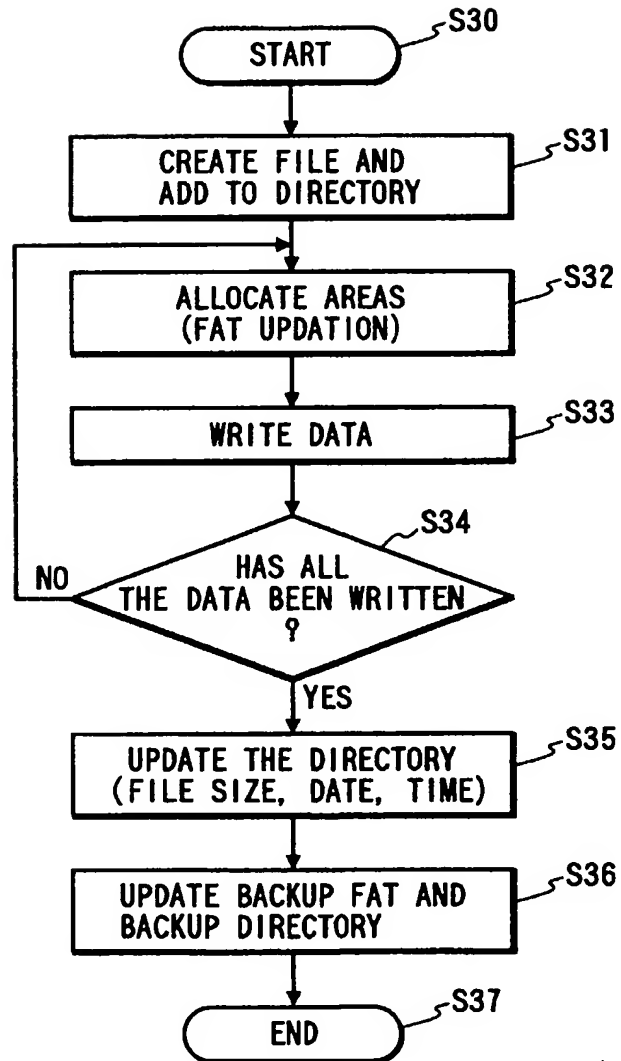 START
S30
CREATE FILE AND
ADD TO DIRECTORY
S31
ALLOCATE AREAS
(FAT UPDATION)
S32
WRITE DATA
S33
HAS ALL
THE DATA BEEN WRITTEN
?
S34
NO
YES
UPDATE THE DIRECTORY
(FILE SIZE, DATE, TIME)
S35
UPDATE BACKUP FAT AND
BACKUP DIRECTORY
S36
END
S37